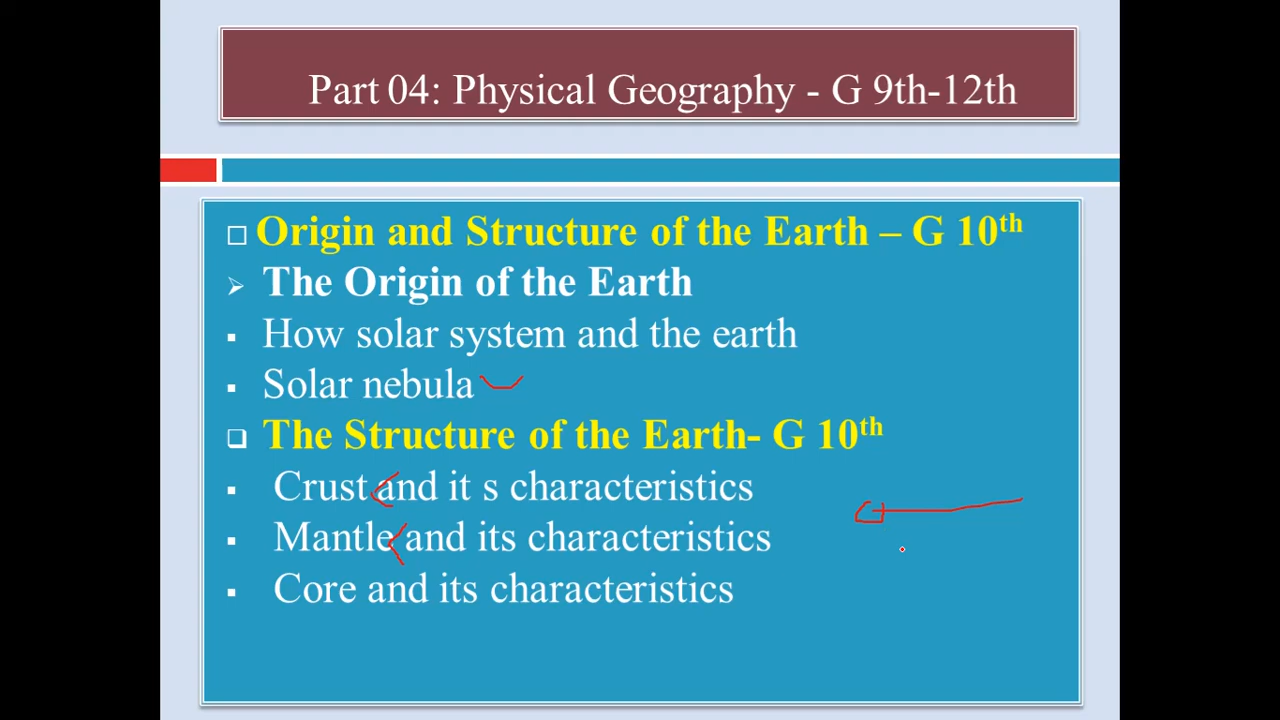 Part 04: Physical Geography - G 9th-12th
Origin and Structure of the Earth – G 10th
The Origin of the Earth
How solar system and the earth
Solar nebula
The Structure of the Earth- G 10th
Crust and it s characteristics
Mantle and its characteristics
Core and its characteristics